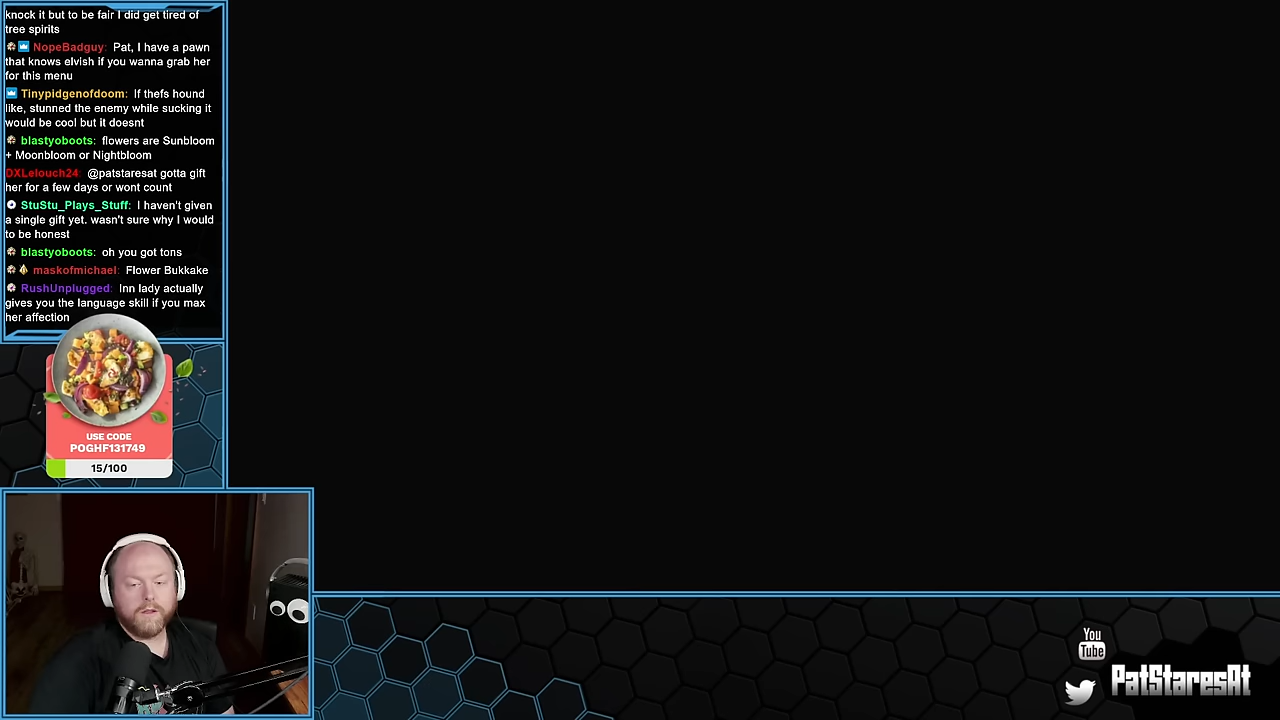 knock it but to be fair I did get tired of
tree spirits
NopeBadguy: Pat, I have a pawn
that knows elvish if you wanna grab her
for this menu
Tinypidgenofdoom: If thefs hound
like, stunned the enemy while sucking it
would be cool but it doesnt
blastyoboots: flowers are Sunbloom
+ Moonbloom or Nightbloom
DXLelouch24: @patstaresat gotta gift
her for a few days or wont count
StuStu_Plays_Stuff: I haven't given
a single gift yet. wasn't sure why I would
to be honest
blastyoboots: oh you got tons
maskofmichael: Flower Bukkake
RushUnplugged: Inn lady actually
gives you the language skill if you max
her affection
USE CODE
POGHF131749
15/100
You
Tube
PatStaresAt